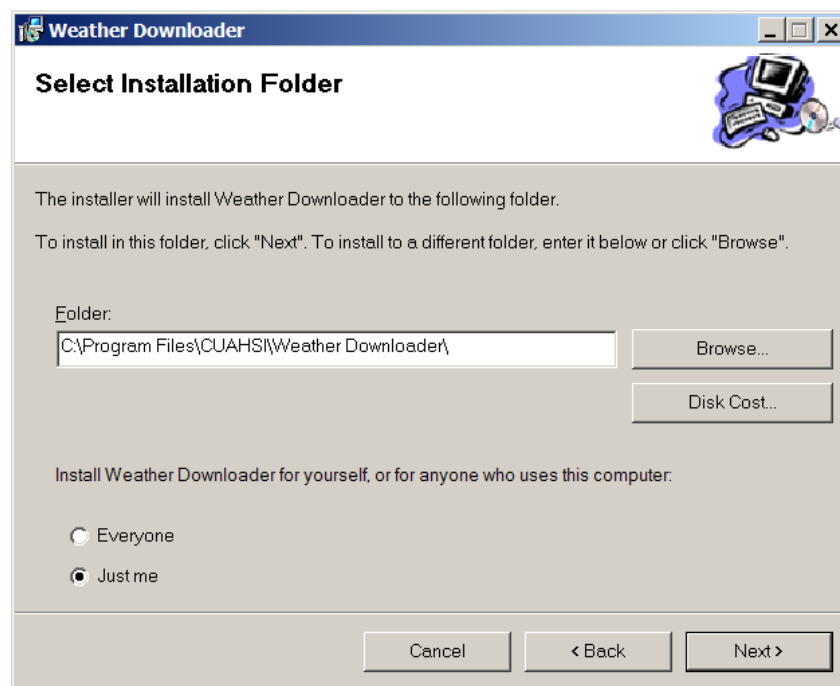 Weather Downloader
Select Installation Folder
The installer will install Weather Downloader to the following folder.
To install in this folder, click "Next". To install to a different folder, enter it below or click "Browse".
Folder:
C:\Program Files\CUAHSI\Weather Downloader\
Browse...
Disk Cost...
Install Weather Downloader for yourself, or for anyone who uses this computer:
Everyone
Just me
Cancel
< Back
Next >